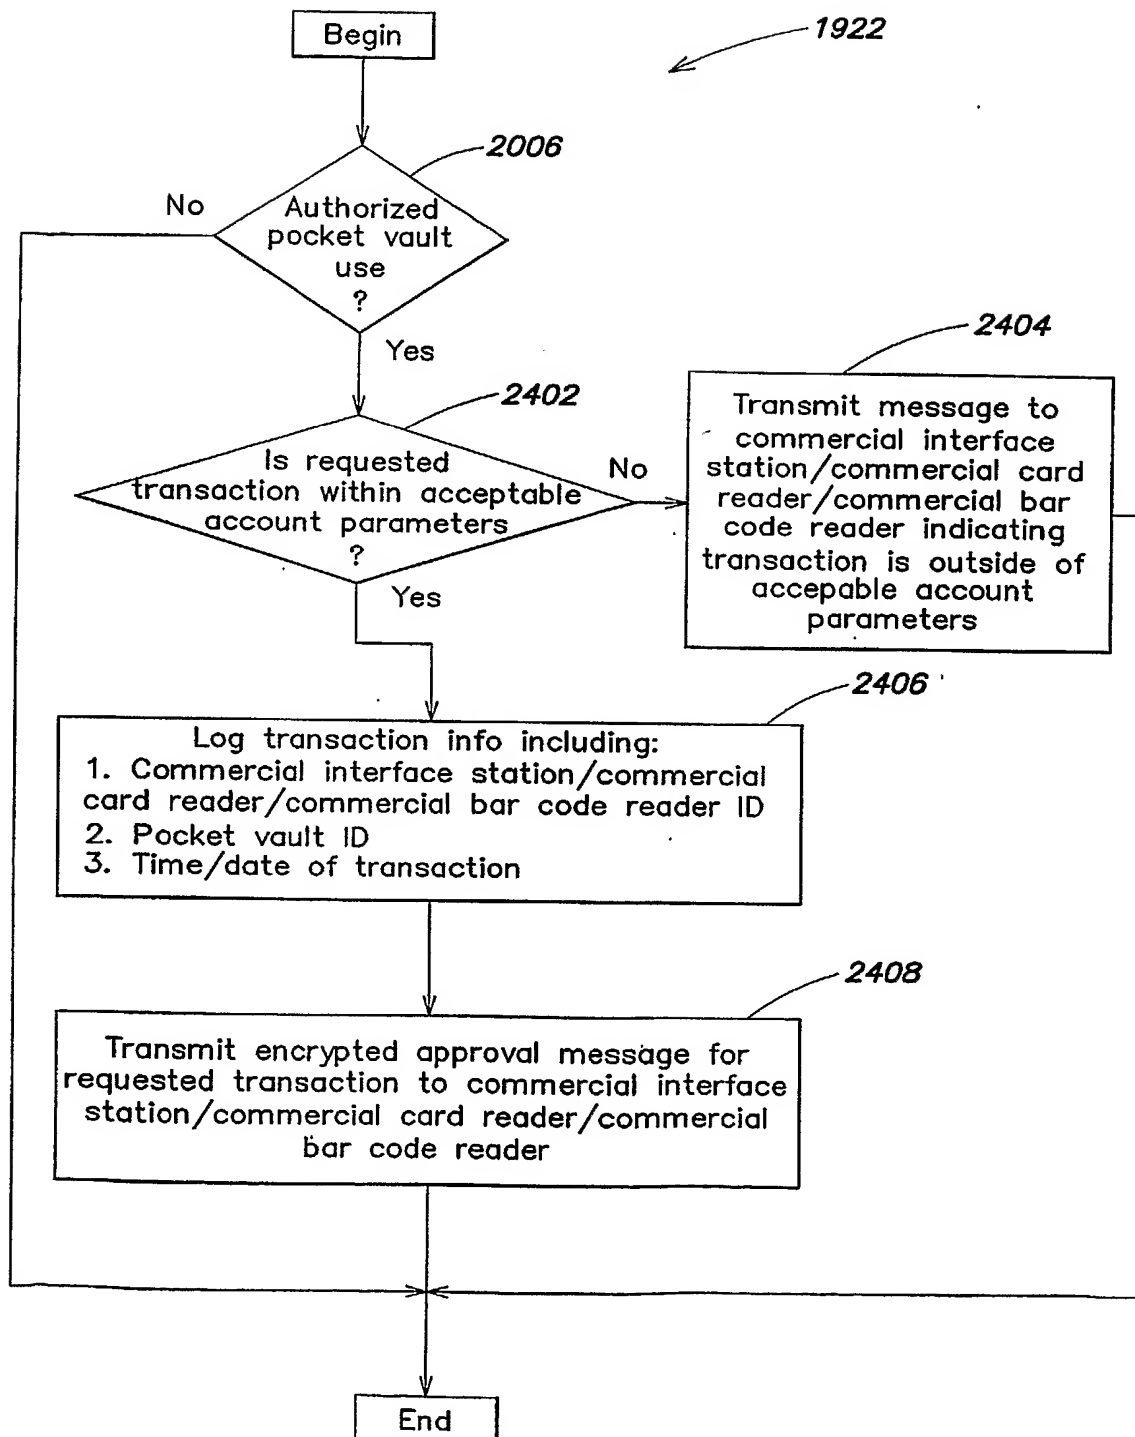 Begin
1922
2006
No
Authorized
pocket vault
use
?
Yes
2404
2402
Transmit message to
commercial interface
station/commercial card
reader/commercial bar
code reader indicating
transaction is outside of
accepable account
parameters
Is requested
transaction within acceptable
account parameters
?
No
Yes
2406
Log transaction info including:
1. Commercial interface station/commercial
card reader/commercial bar code reader ID
2. Pocket vault ID
3. Time/date of transaction
2408
Transmit encrypted approval message for
requested transaction to commercial interface
station/commercial card reader/commercial
bar code reader
End